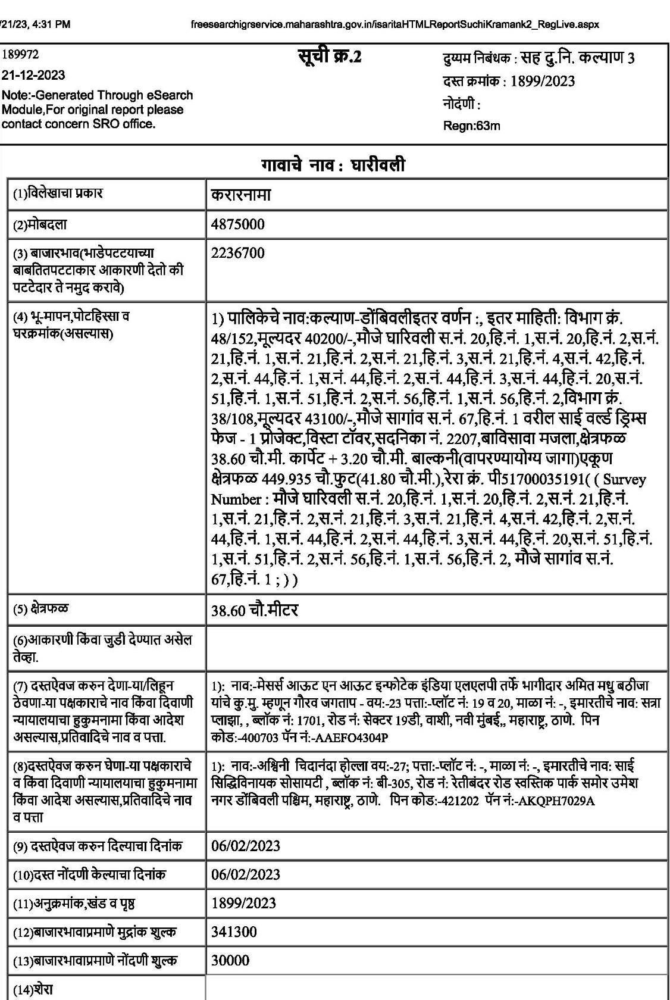 /21/23, 4:31 PM freesearchigrservice.maharashtra.gov.in/isaritaHTMLReportSuchiKramank2_RegLive.aspx
189972
21-12-2023
Note:-Generated Through eSearch
Module,For original report please
contact concern SRO office.
सूची क्र.2
दुय्यम निबंधक : सह दु.नि. कल्याण 3
दस्त क्रमांक : 1899/2023
नोदंणी :
Regn:63m
गावाचे नाव : घारीवली
(1)विलेखाचा प्रकार
करारनामा
(2)मोबदला
4875000
(3) बाजारभाव(भाडेपटटयाच्या
बाबतितपटटाकार आकारणी देतो की
पटटेदार ते नमुद करावे)
2236700
(4) भू-मापन,पोटहिस्सा व
घरक्रमांक(असल्यास)
1) पालिकेचे नाव:कल्याण-डोंबिवलीइतर वर्णन :, इतर माहिती: विभाग क्रं.
48/152,मूल्यदर 40200/-,मौजे घारिवली स.नं. 20,हि.नं. 1,स.नं. 20,हि.नं. 2,स.नं.
21,हि.नं. 1,स.नं. 21,हि.नं. 2,स.नं. 21,हि.नं. 3,स.नं. 21,हि.नं. 4,स.नं. 42,हि.नं.
2,स.नं. 44,हि.नं. 1,स.नं. 44,हि.नं. 2,स.नं. 44,हि.नं. 3,स.नं. 44,हि.नं. 20,स.नं.
51,हि.नं. 1,स.नं. 51,हि.नं. 2,स.नं. 56,हि.नं. 1,स.नं. 56,हि.नं. 2,विभाग क्रं.
38/108,मूल्यदर 43100/-,मौजे सागांव स.नं. 67,हि.नं. 1 वरील साई वर्ल्ड ड्रिम्स
फेज - 1 प्रोजेक्ट,विस्टा टॉवर,सदनिका नं. 2207,बाविसावा मजला,क्षेत्रफळ
38.60 चौ.मी. कार्पेट + 3.20 चौ.मी. बाल्कनी(वापरण्यायोग्य जागा)एकूण
क्षेत्रफळ 449.935 चौ.फुट(41.80 चौ.मी.),रेरा क्रं. पी51700035191( ( Survey
Number : मौजे घारिवली स.नं. 20,हि.नं. 1,स.नं. 20,हि.नं. 2,स.नं. 21,हि.नं.
1,स.नं. 21,हि.नं. 2,स.नं. 21,हि.नं. 3,स.नं. 21,हि.नं. 4,स.नं. 42,हि.नं. 2,स.नं.
44,हि.नं. 1,स.नं. 44,हि.नं. 2,स.नं. 44,हि.नं. 3,स.नं. 44,हि.नं. 20,स.नं. 51,हि.नं.
1,स.नं. 51,हि.नं. 2,स.नं. 56,हि.नं. 1,स.नं. 56,हि.नं. 2, मौजे सागांव स.नं.
67,हि.नं. 1 ; ) )
(5) क्षेत्रफळ
38.60 चौ.मीटर
(6)आकारणी किंवा जुडी देण्यात असेल
तेव्हा.
(7) दस्तऐवज करुन देणा-या/लिहून
ठेवणा-या पक्षकाराचे नाव किंवा दिवाणी
न्यायालयाचा हुकुमनामा किंवा आदेश
असल्यास,प्रतिवादिचे नाव व पत्ता.
1): नाव:-मेसर्स आऊट एन आऊट इन्फोटेक इंडिया एलएलपी तर्फे भागीदार अमित मधु बठीजा
यांचे कु.मु. म्हणून गौरव जगताप - वय:-23 पत्ता:-प्लॉट नं: 19 व 20, माळा नं: -, इमारतीचे नाव: सत्रा
प्लाझा, , ब्लॉक नं: 1701, रोड नं: सेक्टर 19डी, वाशी, नवी मुंबई,, महाराष्ट्र, ठाणे. पिन
कोड:-400703 पॅन नं:-AAEFO4304P
(8)दस्तऐवज करुन घेणा-या पक्षकाराचे
व किंवा दिवाणी न्यायालयाचा हुकुमनामा
किंवा आदेश असल्यास,प्रतिवादिचे नाव
व पत्ता
1): नाव:-अश्विनी चिदानंदा होल्ला वय:-27; पत्ता:-प्लॉट नं: -, माळा नं: -, इमारतीचे नाव: साई
सिद्धिविनायक सोसायटी , ब्लॉक नं: बी-305, रोड नं: रेतीबंदर रोड स्वस्तिक पार्क समोर उमेश
नगर डोंबिवली पश्चिम, महाराष्ट्र, ठाणे. पिन कोड:-421202 पॅन नं:-AKQPH7029A
(9) दस्तऐवज करुन दिल्याचा दिनांक
06/02/2023
(10)दस्त नोंदणी केल्याचा दिनांक
06/02/2023
(11)अनुक्रमांक,खंड व पृष्ठ
1899/2023
(12)बाजारभावाप्रमाणे मुद्रांक शुल्क
341300
(13)बाजारभावाप्रमाणे नोंदणी शुल्क
30000
(14)शेरा